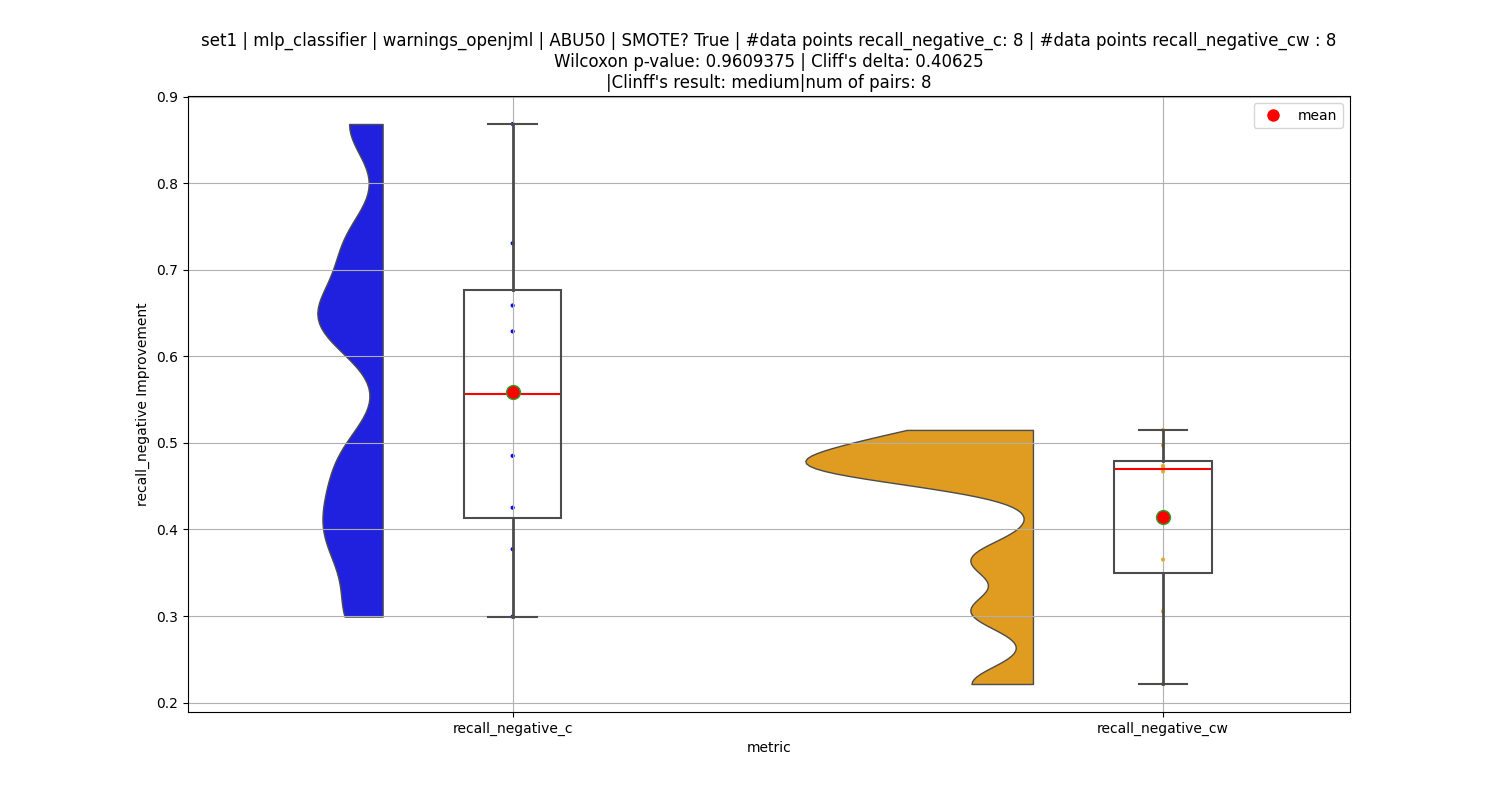 set1 | mlp_classifier | warnings_openjml | ABU50 | SMOTE? True | #data points recall_negative_c: 8 | #data points recall_negative_cw : 8
Wilcoxon p-value: 0.9609375 | Cliff's delta: 0.40625
|Clinff's result: medium|num of pairs: 8
mean
0.9
0.8
0.7
0.6
0.5
0.4
0.3
0.2
recall_negative Improvement
recall_negative_c
recall_negative_cw
metric